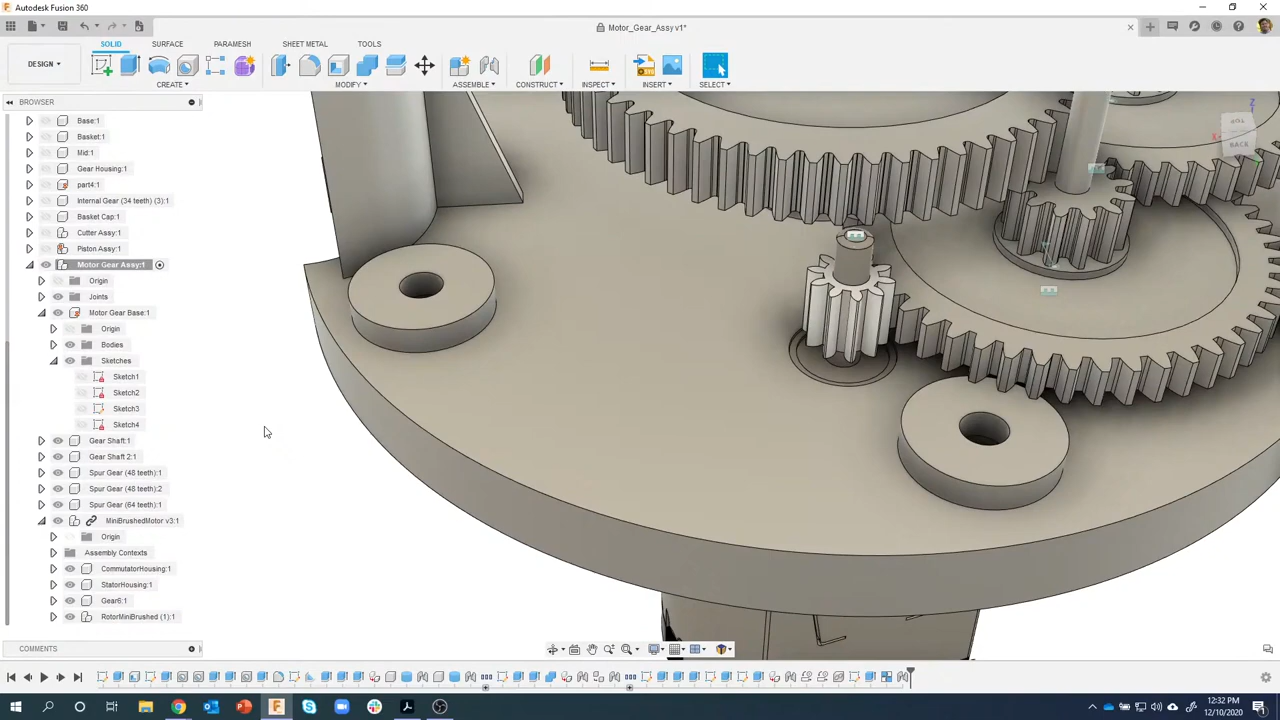 Autodesk Fusion 360
Motor_Gear_Assy v1*
SOLID SURFACE PARAMESH SHEET METAL TOOLS
DESIGN
CREATE MODIFY ASSEMBLE CONSTRUCT INSPECT INSERT SELECT
BROWSER
Base:1
Basket:1
Mid:1
Gear Housing:1
part4:1
Internal Gear (34 teeth) (3):1
Basket Cap:1
Cutter Assy:1
Piston Assy:1
Motor Gear Assy:1
Origin
Joints
Motor Gear Base:1
Origin
Bodies
Sketches
Sketch1
Sketch2
Sketch3
Sketch4
Gear Shaft:1
Gear Shaft 2:1
Spur Gear (48 teeth):1
Spur Gear (48 teeth):2
Spur Gear (64 teeth):1
MiniBrushedMotor v3:1
Origin
Assembly Contexts
CommutatorHousing:1
StatorHousing:1
Gear6:1
RotorMiniBrushed (1):1
COMMENTS
Z
X
BACK
12:32 PM
12/10/2020